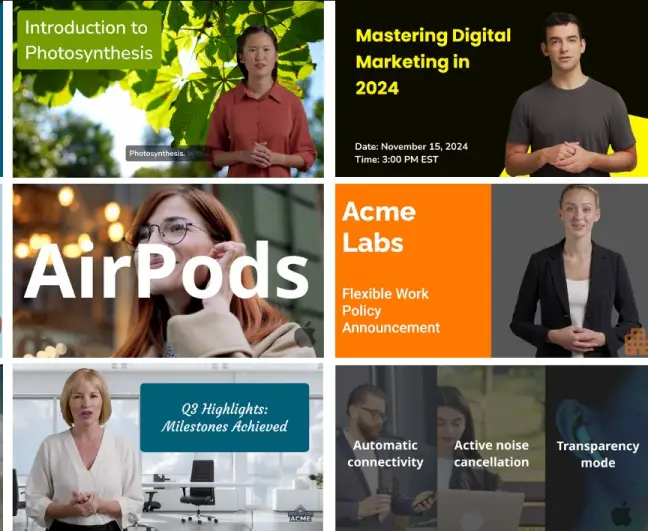 Introduction to
Photosynthesis
Photosynthesis,
Mastering Digital
Marketing in
2024
Date: November 15, 2024
Time: 3:00 PM EST
AirPods
Acme
Labs
Flexible Work
Policy
Announcement
Q3 Highlights:
Milestones Achieved
ACME
Automatic
connectivity
Active noise
cancellation
Transparency
mode